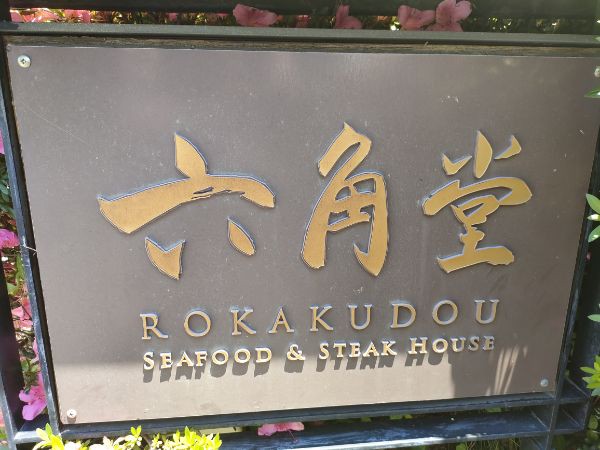 六角堂
ROKAKUDOU
SEAFOOD & STEAK HOUSE